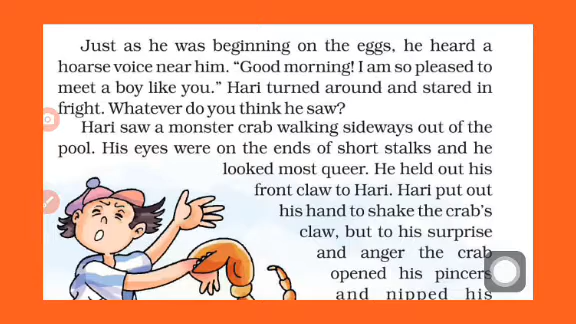 Just as he was beginning on the eggs, he heard a
hoarse voice near him. “Good morning! I am so pleased to
meet a boy like you.” Hari turned around and stared in
fright. Whatever do you think he saw?
Hari saw a monster crab walking sideways out of the
pool. His eyes were on the ends of short stalks and he
looked most queer. He held out his
front claw to Hari. Hari put out
his hand to shake the crab’s
claw, but to his surprise
and anger the crab
opened his pincers
and nipped his